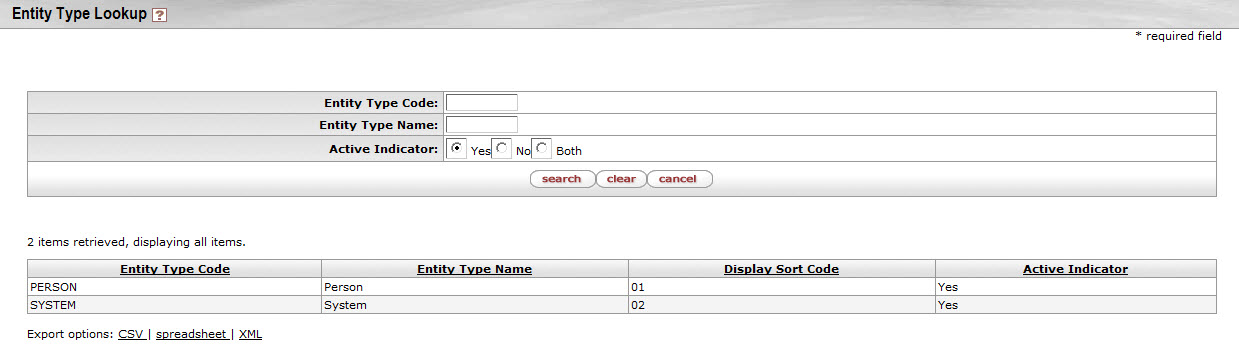 Entity Type Lookup ?
* required field
Entity Type Code:
Entity Type Name:
Active Indicator: Yes No Both
search clear cancel
2 items retrieved, displaying all items.
Entity Type Code Entity Type Name Display Sort Code Active Indicator
PERSON Person 01 Yes
SYSTEM System 02 Yes
Export options: CSV | spreadsheet | XML